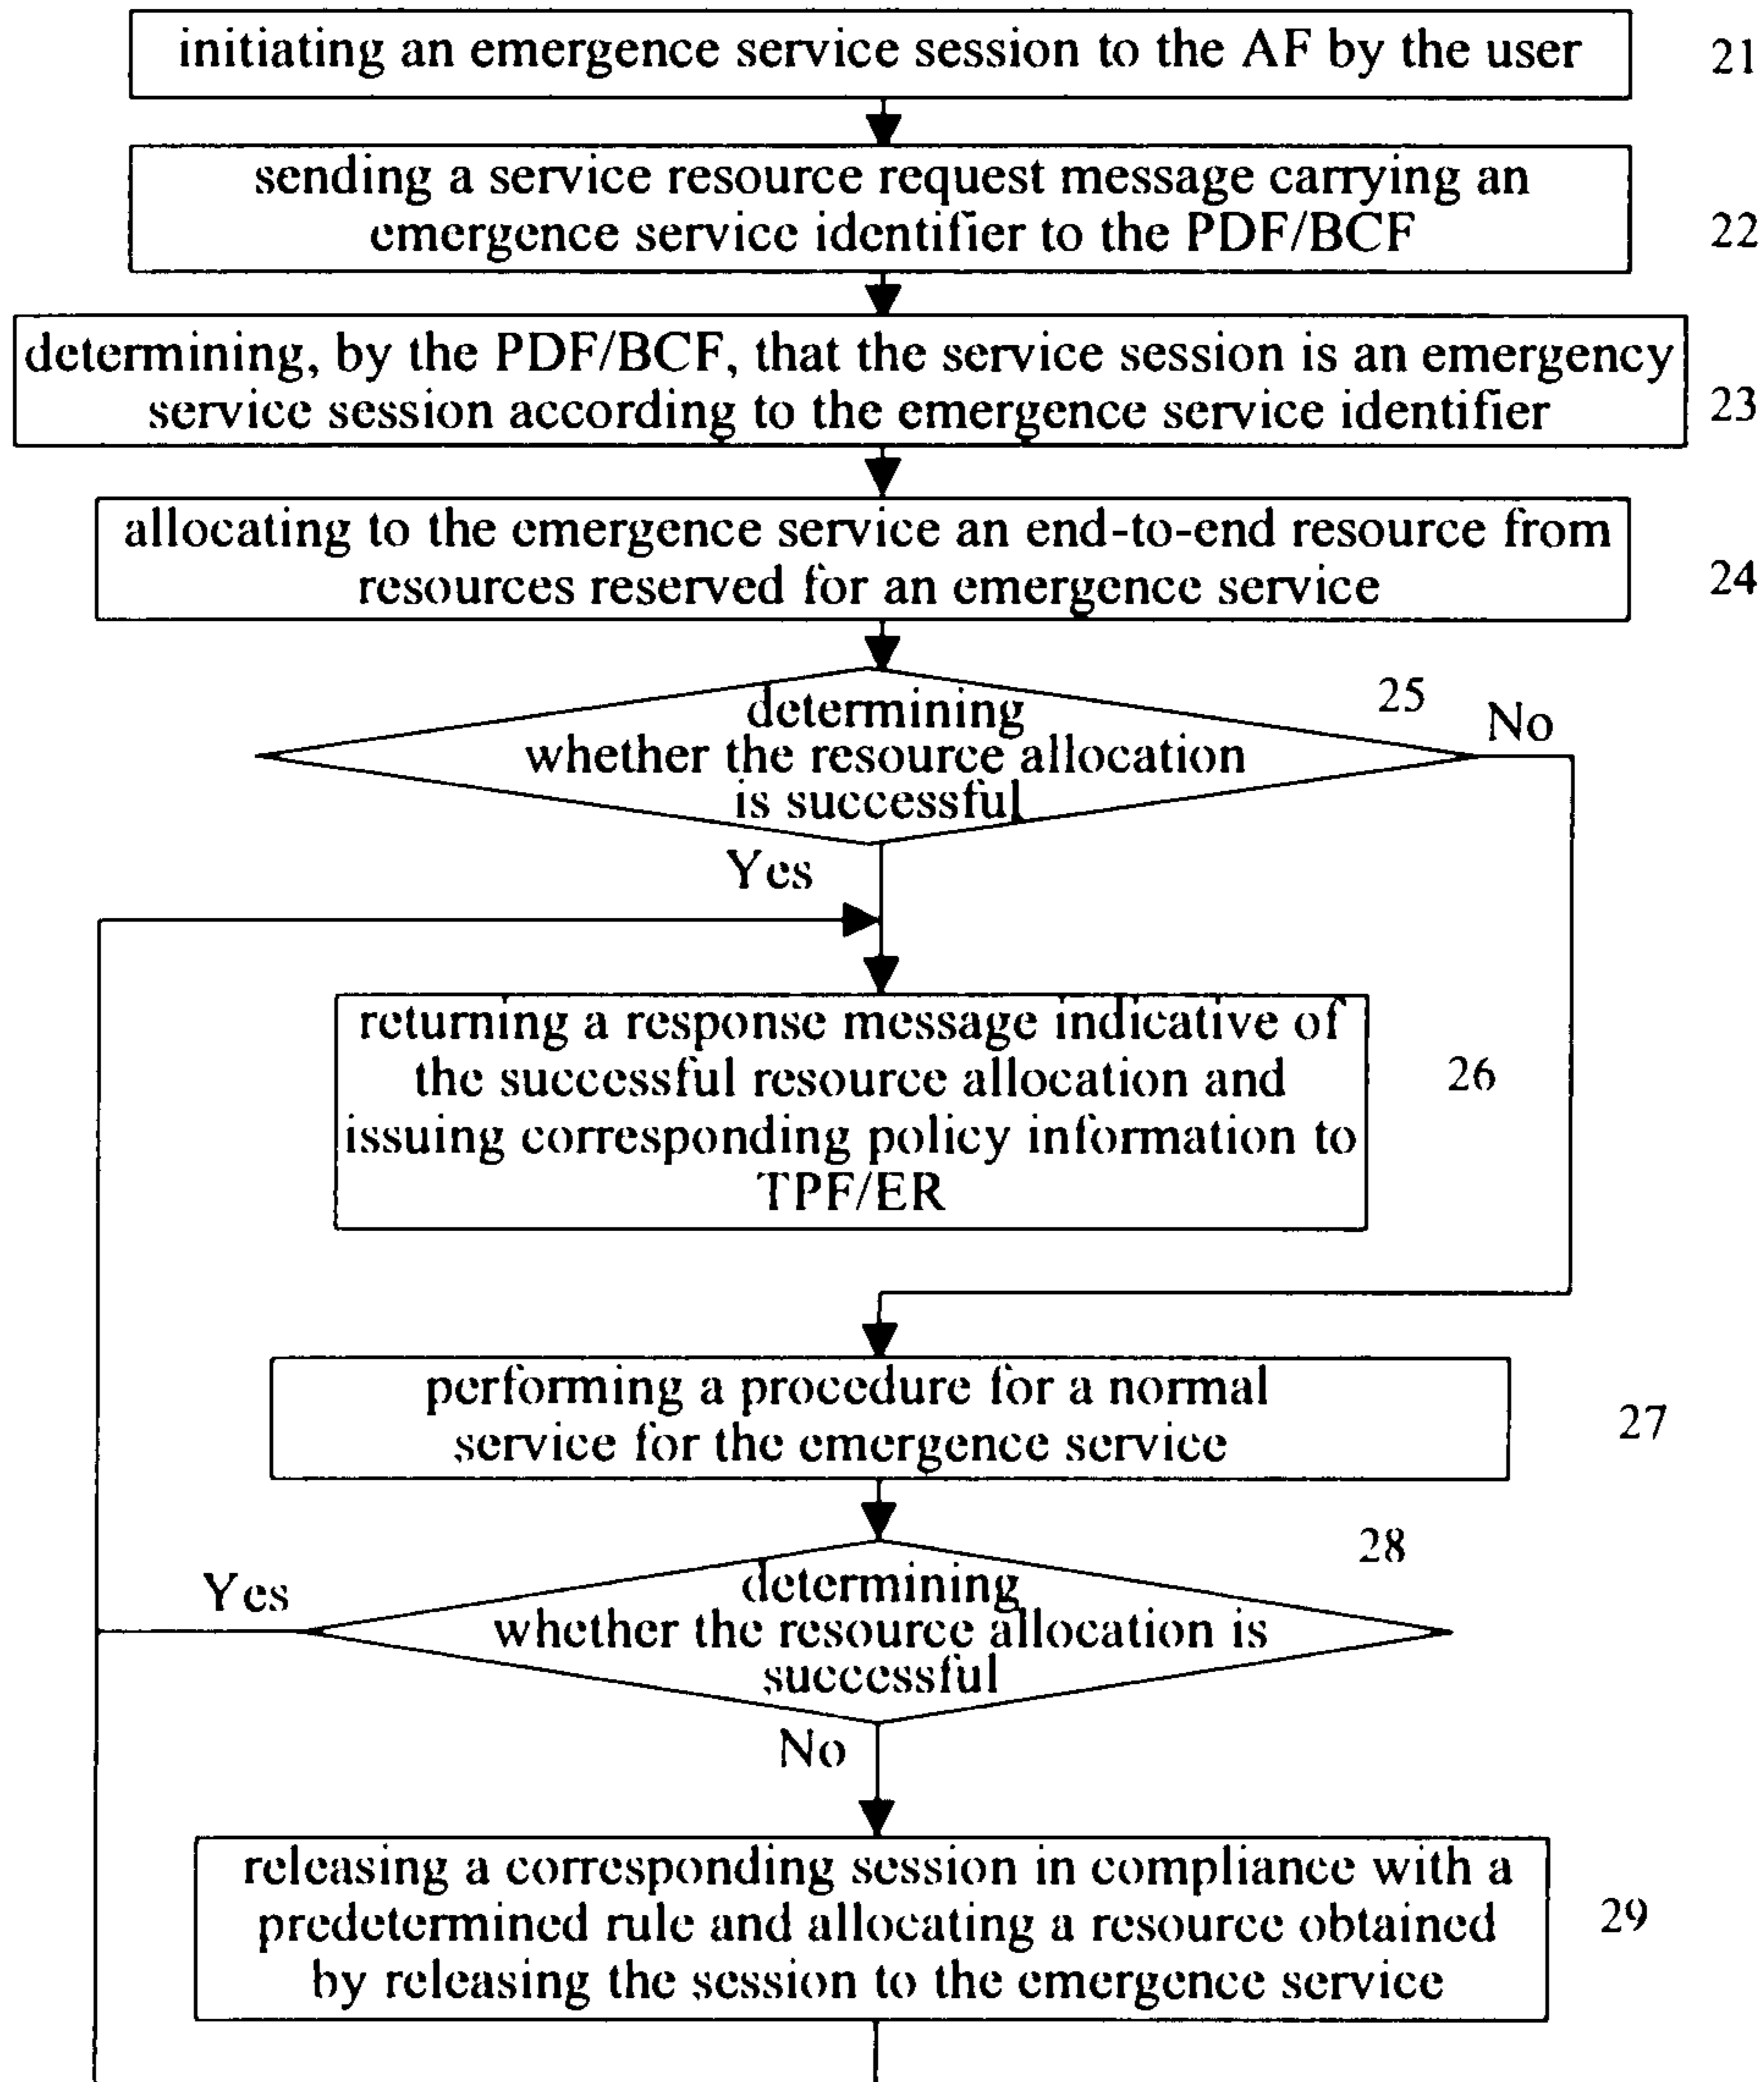 initiating an emergence service session to the AF by the user
21
sending a service resource request message carrying an
emergence service identifier to the PDF/BCF
22
determining, by the PDF/BCF, that the service session is an emergency
service session according to the emergence service identifier
23
allocating to the emergence service an end-to-end resource from
resources reserved for an emergence service
24
25
No
determining
whether the resource allocation
is successful
Yes
returning a response message indicative of
the successful resource allocation and
issuing corresponding policy information to
TPF/ER
26
performing a procedure for a normal
service for the emergence service
27
28
Yes
determining
whether the resource allocation is
successful
No
releasing a corresponding session in compliance with a
predetermined rule and allocating a resource obtained
by releasing the session to the emergence service
29